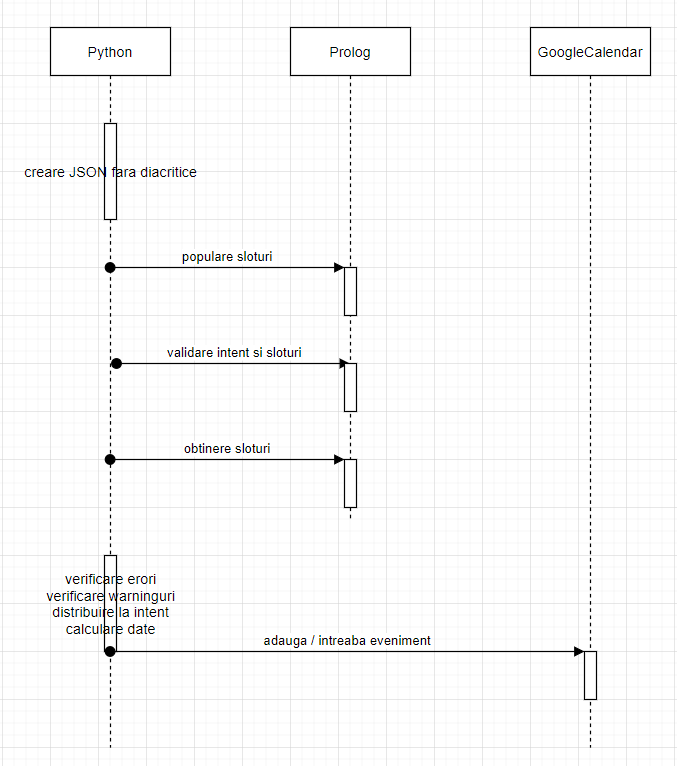 Python
Prolog
GoogleCalendar
creare JSON fara diacritice
populare sloturi
validare intent si sloturi
obtinere sloturi
verificare erori
verificare warninguri
distribuire la intent
calculare date
adauga / intreaba eveniment